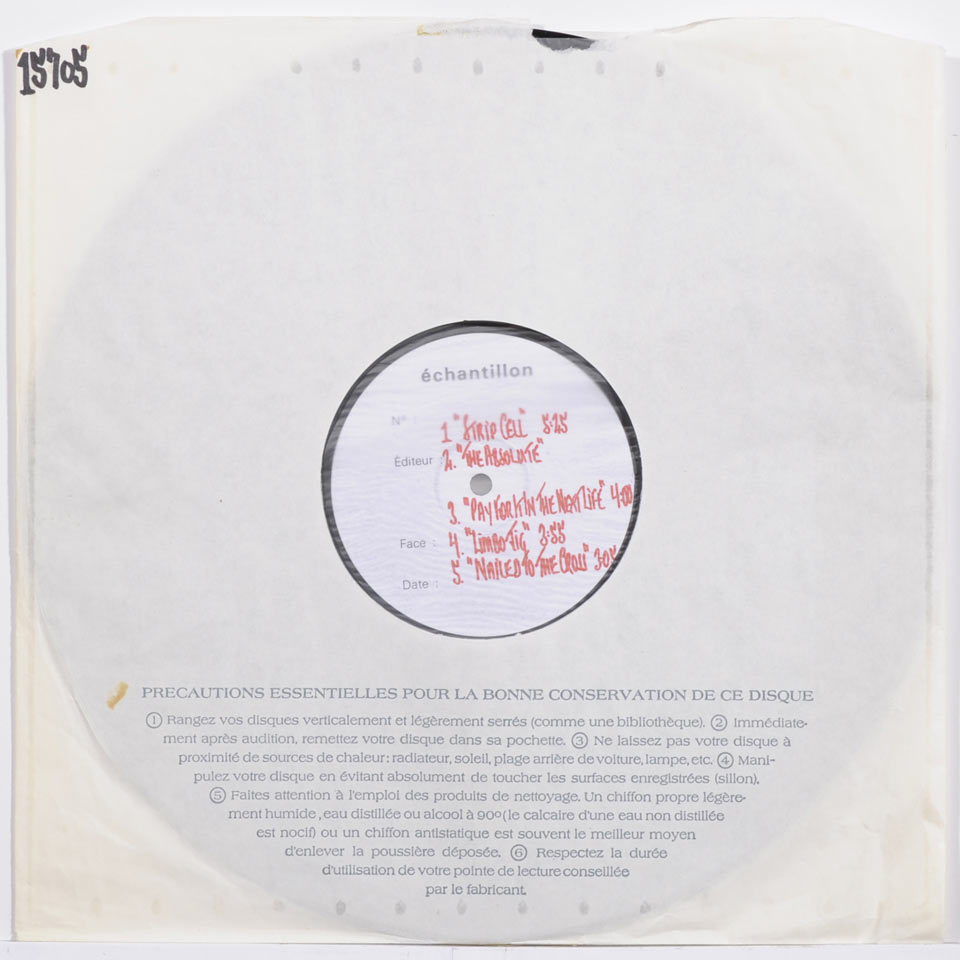 15705
échantillon
N° :
1 "STRIP CELL" 5:25
Éditeur : 2. "THE ABSOLUTE"
3. "PAY FOR IT IN THE NEXT LIFE" 4:00
Face : 4. "LIMBO TIG" 3:55
5. "NAILED TO THE CROSS" 3:05
Date :
PRECAUTIONS ESSENTIELLES POUR LA BONNE CONSERVATION DE CE DISQUE
① Rangez vos disques verticalement et légèrement serrés (comme une bibliothèque). ② Immédiate-
ment après audition, remettez votre disque dans sa pochette. ③ Ne laissez pas votre disque à
proximité de sources de chaleur: radiateur, soleil, plage arrière de voiture, lampe, etc. ④ Mani-
pulez votre disque en évitant absolument de toucher les surfaces enregistrées (sillon).
⑤ Faites attention à l'emploi des produits de nettoyage. Un chiffon propre légère-
ment humide, eau distillée ou alcool à 90° (le calcaire d'une eau non distillée
est nocif) ou un chiffon antistatique est souvent le meilleur moyen
d'enlever la poussière déposée. ⑥ Respectez la durée
d'utilisation de votre pointe de lecture conseillée
par le fabricant.